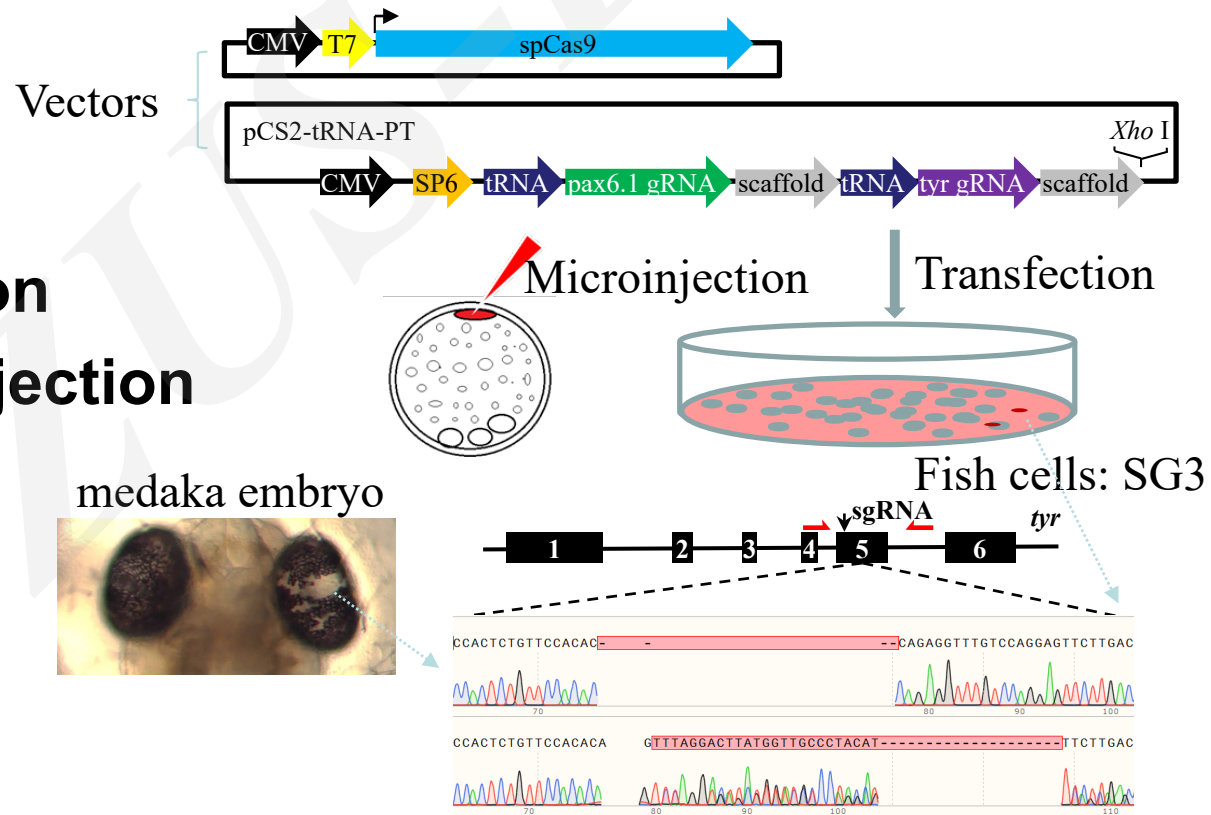 CMV T7 spCas9
Vectors
pCS2-tRNA-PT
Xho I
CMV SP6 tRNA pax6.1 gRNA scaffold tRNA tyr gRNA scaffold
on
jection
Microinjection
Transfection
Fish cells: SG3
medaka embryo
sgRNA
tyr
1 2 3 4 5 6
CCACTCTGTTCCACAC- - --CAGAGGTTTGTCCAGGAGTTCTTGAC
70 80 90 100
CCACTCTGTTCCACACA GTTTAGGACTTATGGTTGCCCTACAT--------------------TTCTTGAC
70 80 90 100 110